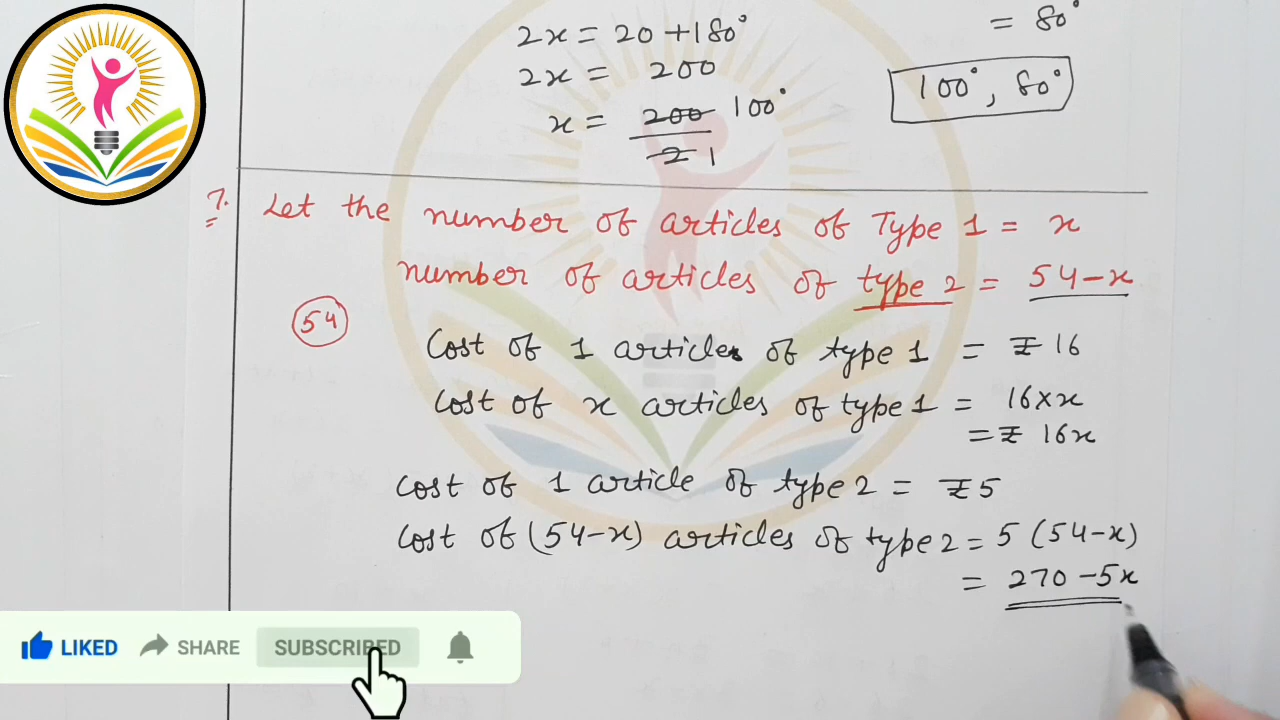 2x = 20 + 180°
= 80°
2x = 200
x = 200/2 100° 1
100°, 80°
7. Let the number of articles of Type 1 = x
number of articles of type 2 = 54-x
54
Cost of 1 article of type 1 = ₹ 16
Cost of x articles of type 1 = 16×x
= ₹ 16x
cost of 1 article of type 2 = ₹ 5
cost of (54-x) articles of type 2 = 5 (54-x)
= 270 - 5x
LIKED SHARE SUBSCRIBED